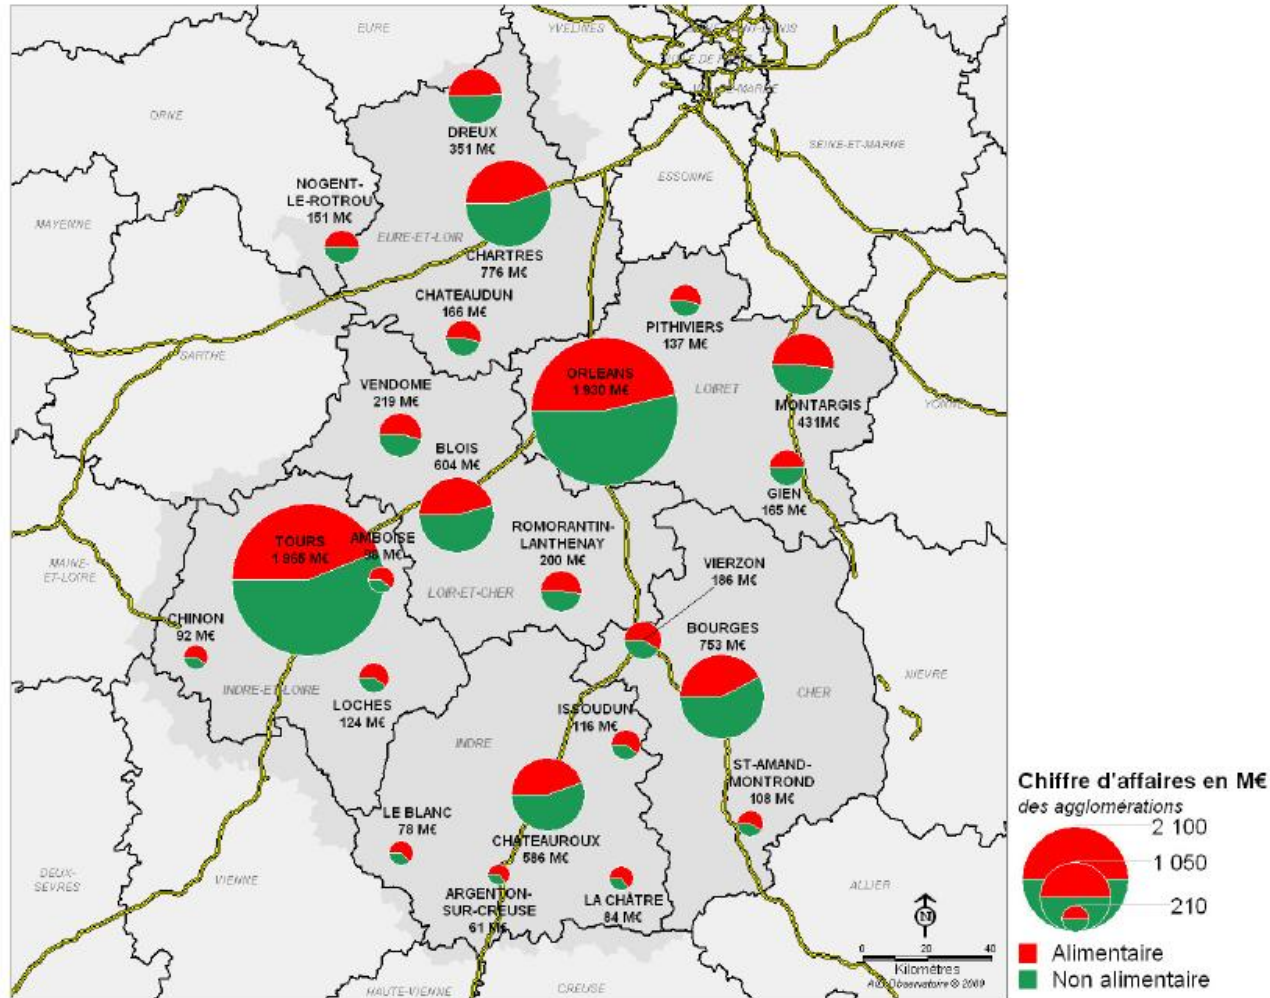 EURE
YVELINES
ORNE
DREUX
351 M€
SEINE-ET-MARNE
ESSONNE
NOGENT-
LE-ROTROU
151 M€
MAYENNE
EURE-ET-LOIR
CHARTRES
776 M€
CHATEAUDUN
166 M€
PITHIVIERS
137 M€
SARTHE
VENDOME
219 M€
ORLEANS
1 930 M€
LOIRET
MONTARGIS
431M€
YONNE
BLOIS
604 M€
GIEN
165 M€
ROMORANTIN-
LANTHENAY
200 M€
TOURS
AMBOISE
MAINE-
ET-LOIRE
LOIR-ET-CHER
VIERZON
186 M€
CHINON
92 M€
BOURGES
753 M€
CHER
NIEVRE
INDRE-ET-LOIRE
LOCHES
124 M€
ISSOUDUN
116 M€
INDRE
ST-AMAND-
MONTROND
108 M€
LE BLANC
78 M€
CHATEAUROUX
586 M€
DEUX-
SEVRES
VIENNE
ARGENTON-
SUR-CREUSE
61 M€
LA CHÂTRE
84 M€
ALLIER
N
0 20 40
Kilomètres
Observatoire © 2009
HAUTE-VIENNE
CREUSE
Chiffre d'affaires en M€
des agglomérations
2 100
1 050
210
Alimentaire
Non alimentaire